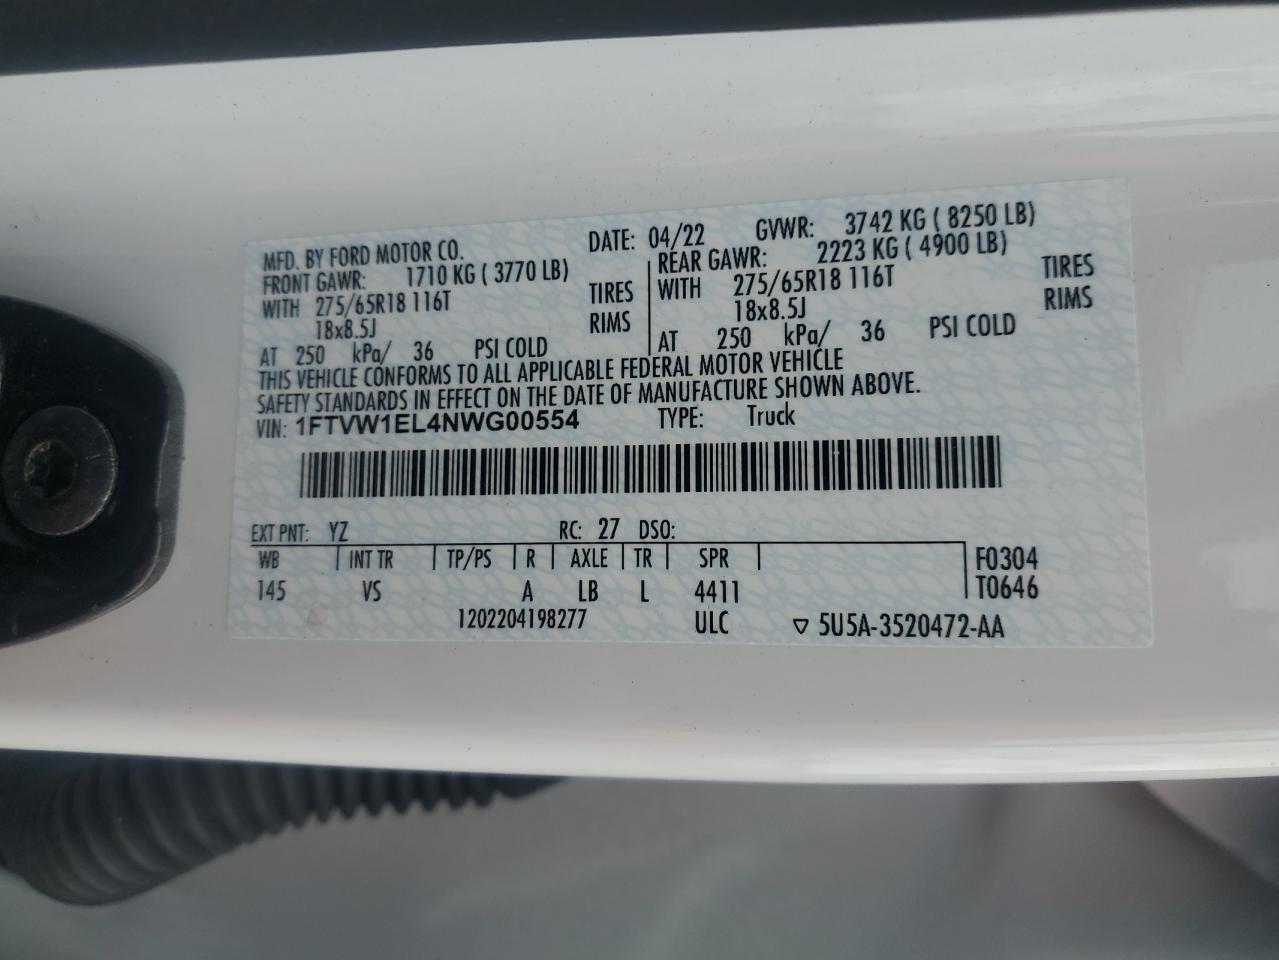 MFD. BY FORD MOTOR CO. DATE: 04/22 GVWR: 3742 KG ( 8250 LB)
FRONT GAWR: 1710 KG ( 3770 LB) REAR GAWR: 2223 KG ( 4900 LB)
WITH 275/65R18 116T TIRES WITH 275/65R18 116T TIRES
18x8.5J RIMS 18x8.5J RIMS
AT 250 kPa/ 36 PSI COLD AT 250 kPa/ 36 PSI COLD
THIS VEHICLE CONFORMS TO ALL APPLICABLE FEDERAL MOTOR VEHICLE
SAFETY STANDARDS IN EFFECT ON THE DATE OF MANUFACTURE SHOWN ABOVE.
VIN: 1FTVW1EL4NWG00554 TYPE: Truck
EXT PNT: YZ RC: 27 DSO:
WB INT TR TP/PS R AXLE TR SPR F0304
145 VS A LB L 4411 T0646
1202204198277 ULC ▽ 5U5A-3520472-AA